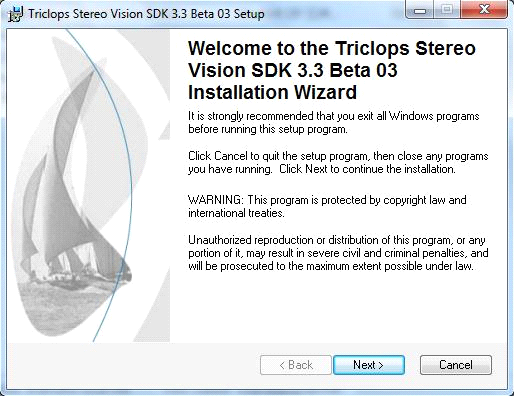 Triclops Stereo Vision SDK 3.3 Beta 03 Setup
Welcome to the Triclops Stereo
Vision SDK 3.3 Beta 03
Installation Wizard
It is strongly recommended that you exit all Windows programs
before running this setup program.
Click Cancel to quit the setup program, then close any programs
you have running. Click Next to continue the installation.
WARNING: This program is protected by copyright law and
international treaties.
Unauthorized reproduction or distribution of this program, or any
portion of it, may result in severe civil and criminal penalties, and
will be prosecuted to the maximum extent possible under law.
< Back
Next >
Cancel